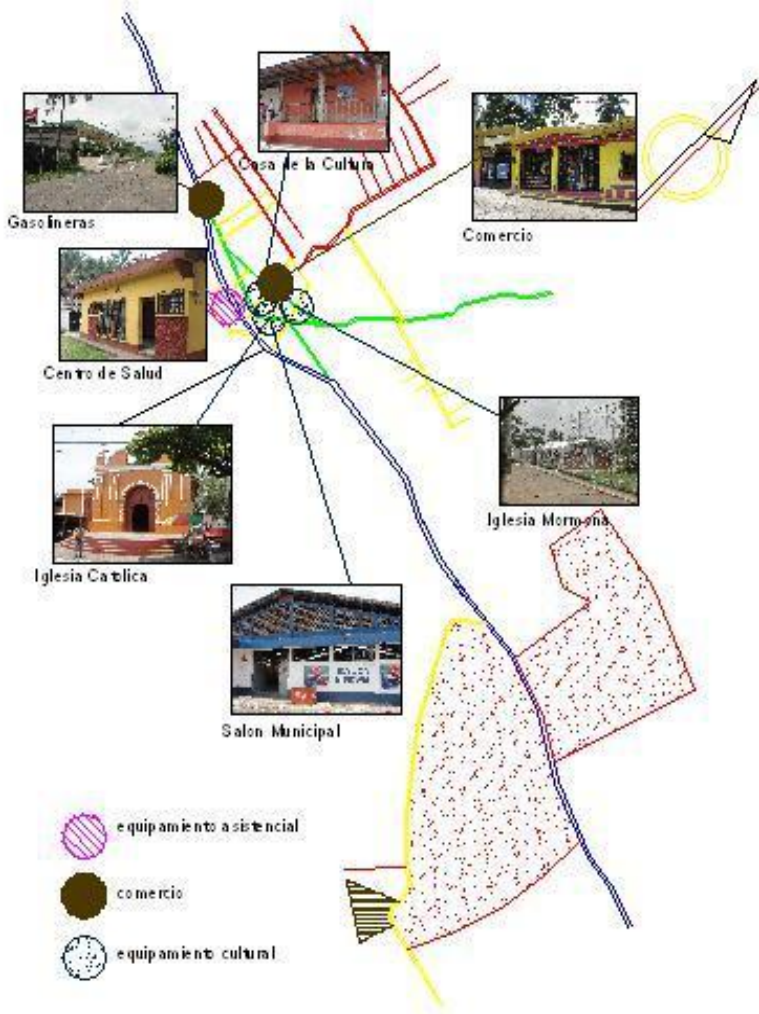 Casa de la Cultura
Gasolineras
Comercio
Centro de Salud
Iglesia Mormona
Iglesia Catolica
Salon Municipal
equipamiento asistencial
comercio
equipamiento cultural